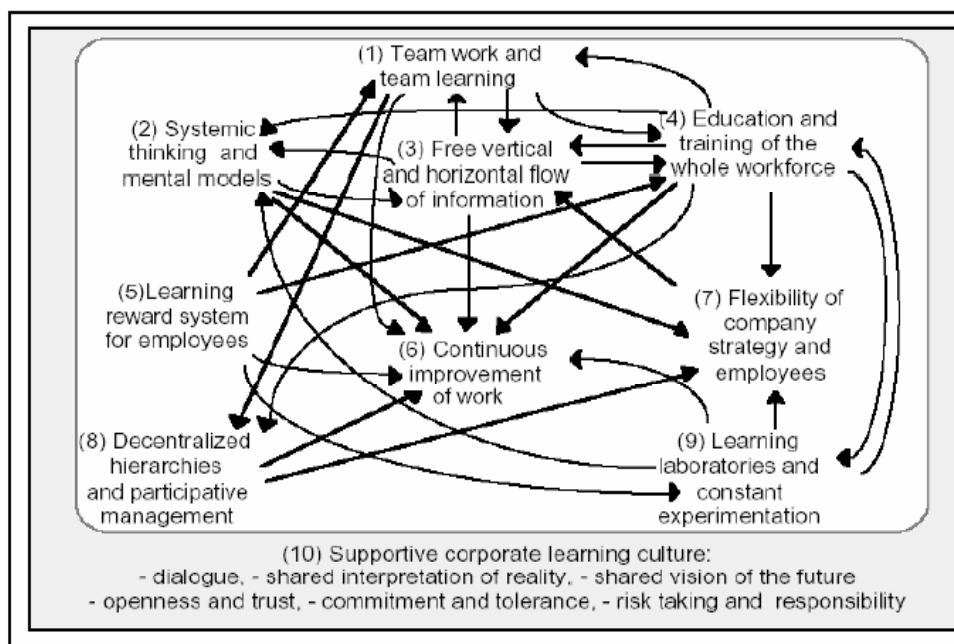 (1) Team work and
team learning
(2) Systemic
thinking and
mental models
(3) Free vertical
and horizontal flow
of information
(4) Education and
training of the
whole workforce
(5)Learning
reward system
for employees
(6) Continuous
improvement
of work
(7) Flexibility of
company
strategy and
employees
(8) Decentralized
hierarchies
and participative
management
(9) Learning
laboratories and
constant
experimentation
(10) Supportive corporate learning culture:
- dialogue, - shared interpretation of reality, - shared vision of the future
- openness and trust, - commitment and tolerance, - risk taking and responsibility